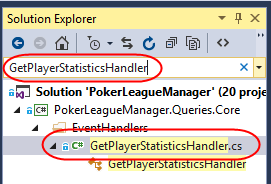 Solution Explorer
GetPlayerStatisticsHandler
Solution 'PokerLeagueManager' (20 proj
C# PokerLeagueManager.Queries.Core
EventHandlers
C# GetPlayerStatisticsHandler.cs
GetPlayerStatisticsHandler